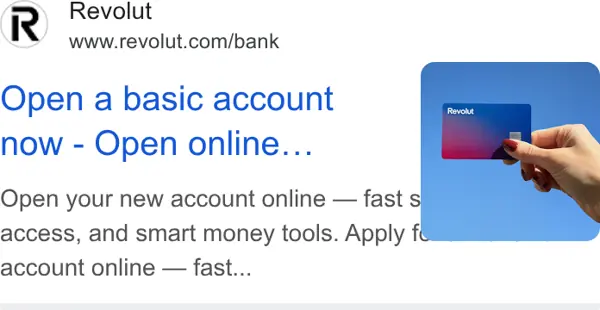 Revolut
www.revolut.com/bank
Open a basic account
now - Open online…
Revolut
Open your new account online — fast
access, and smart money tools. Apply
account online — fast...